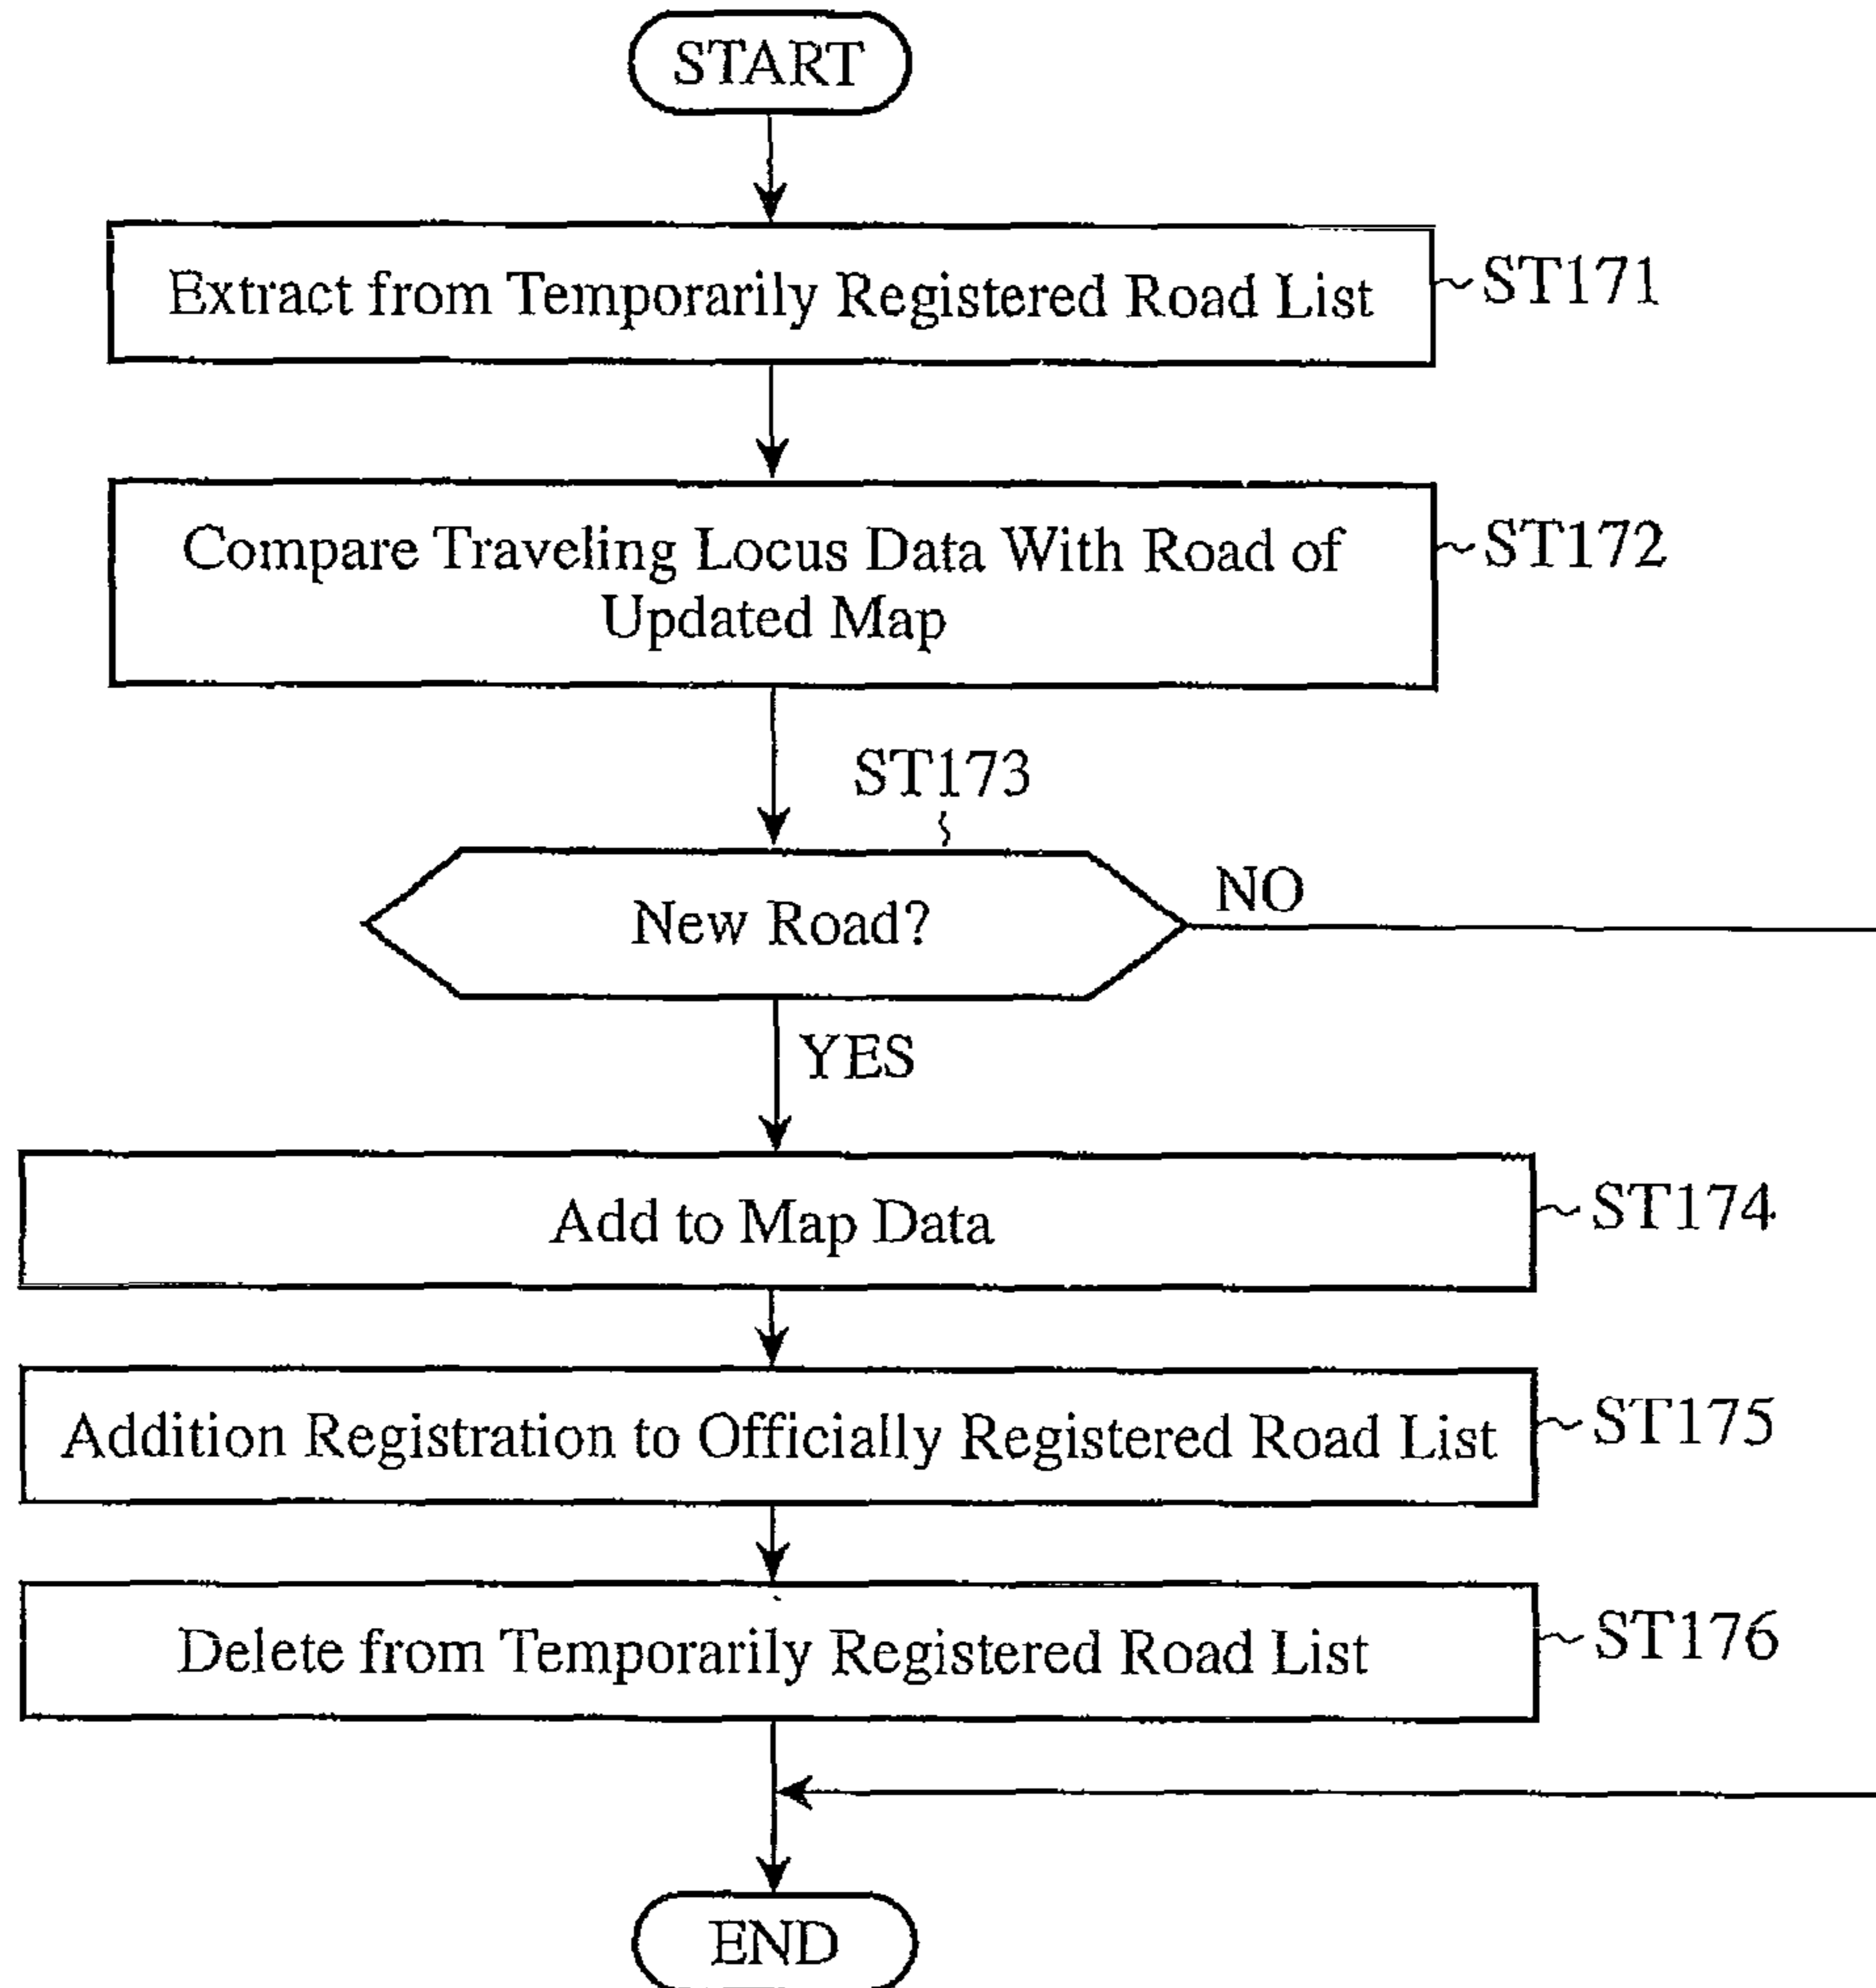 START
Extract from Temporarily Registered Road List
ST171
Compare Traveling Locus Data With Road of
Updated Map
ST172
ST173
New Road?
NO
YES
Add to Map Data
ST174
Addition Registration to Officially Registered Road List
ST175
Delete from Temporarily Registered Road List
ST176
END